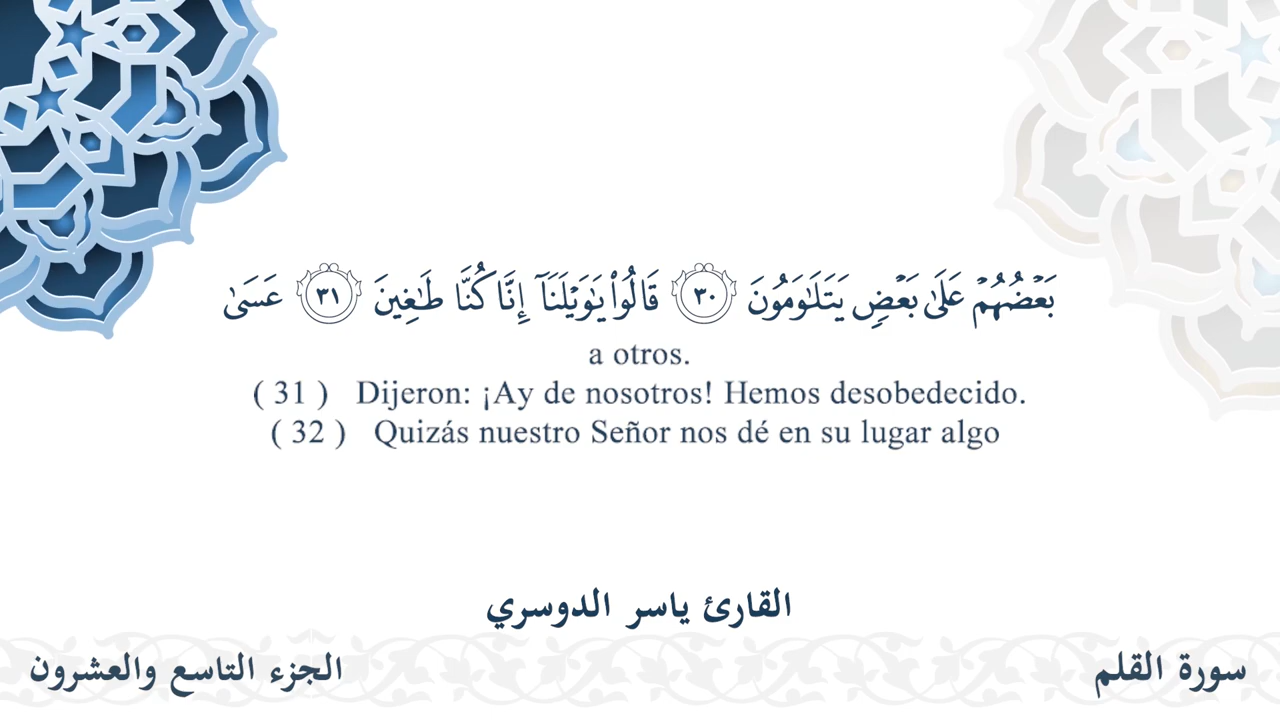 بَعۡضُهُمۡ عَلَىٰ بَعۡضٖ يَتَلَٰوَمُونَ ٣٠ قَالُواْ يَٰوَيۡلَنَآ إِنَّا كُنَّا طَٰغِينَ ٣١ عَسَىٰ
a otros.
( 31 ) Dijeron: ¡Ay de nosotros! Hemos desobedecido.
( 32 ) Quizás nuestro Señor nos dé en su lugar algo
القارئ ياسر الدوسري
سورة القلم
الجزء التاسع والعشرون